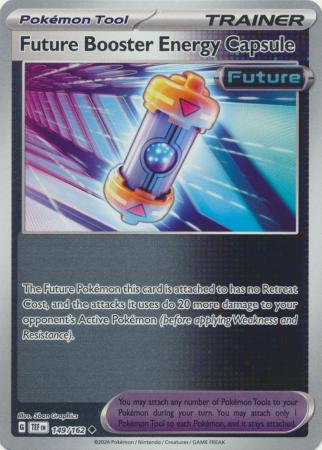 Pokémon Tool TRAINER
Future Booster Energy Capsule
Future
The Future Pokémon this card is attached to has no Retreat
Cost, and the attacks it uses do 20 more damage to your
opponent's Active Pokémon (before applying Weakness and
Resistance).
Illus. 5ban Graphics
G TEF EN 149/162
You may attach any number of Pokémon Tools to your
Pokémon during your turn. You may attach only 1
Pokémon Tool to each Pokémon, and it stays attached.
©2024 Pokémon / Nintendo / Creatures / GAME FREAK